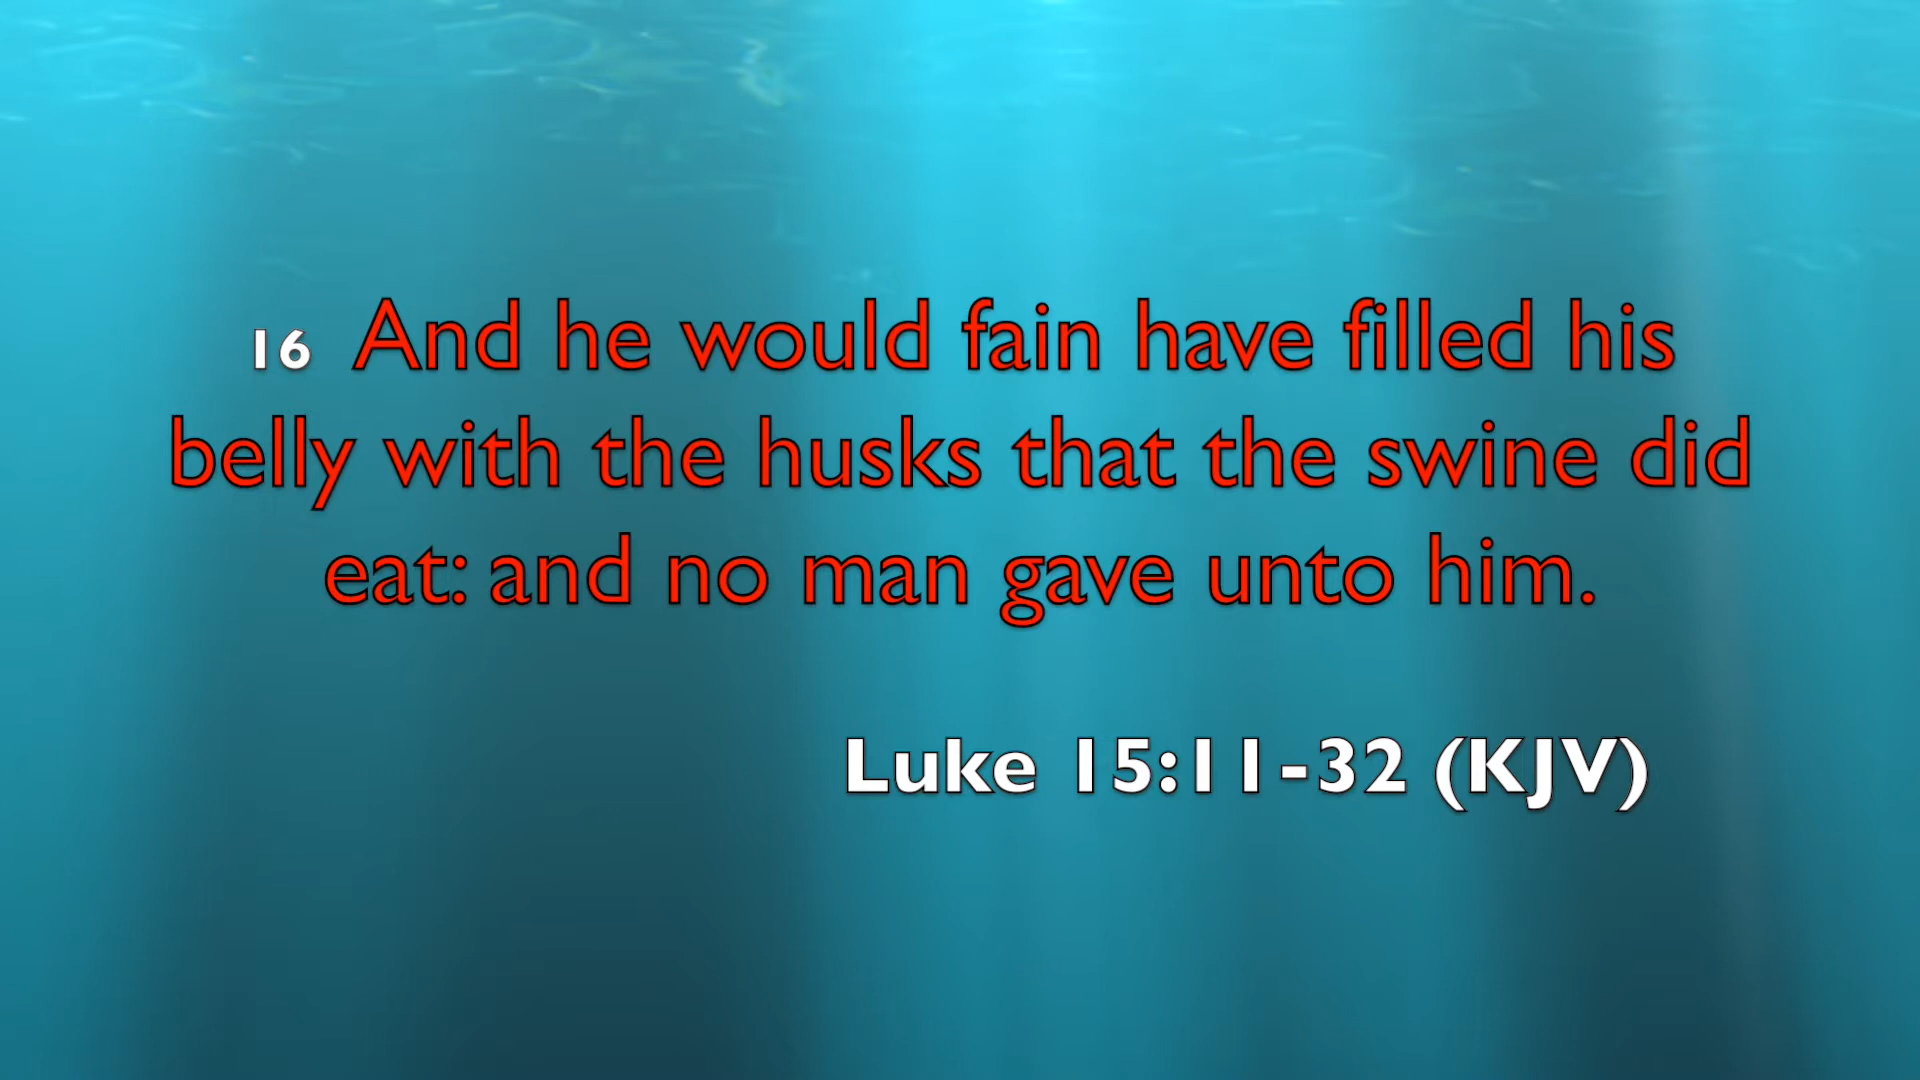 16 And he would fain have filled his
belly with the husks that the swine did
eat: and no man gave unto him.
Luke 15:11-32 (KJV)